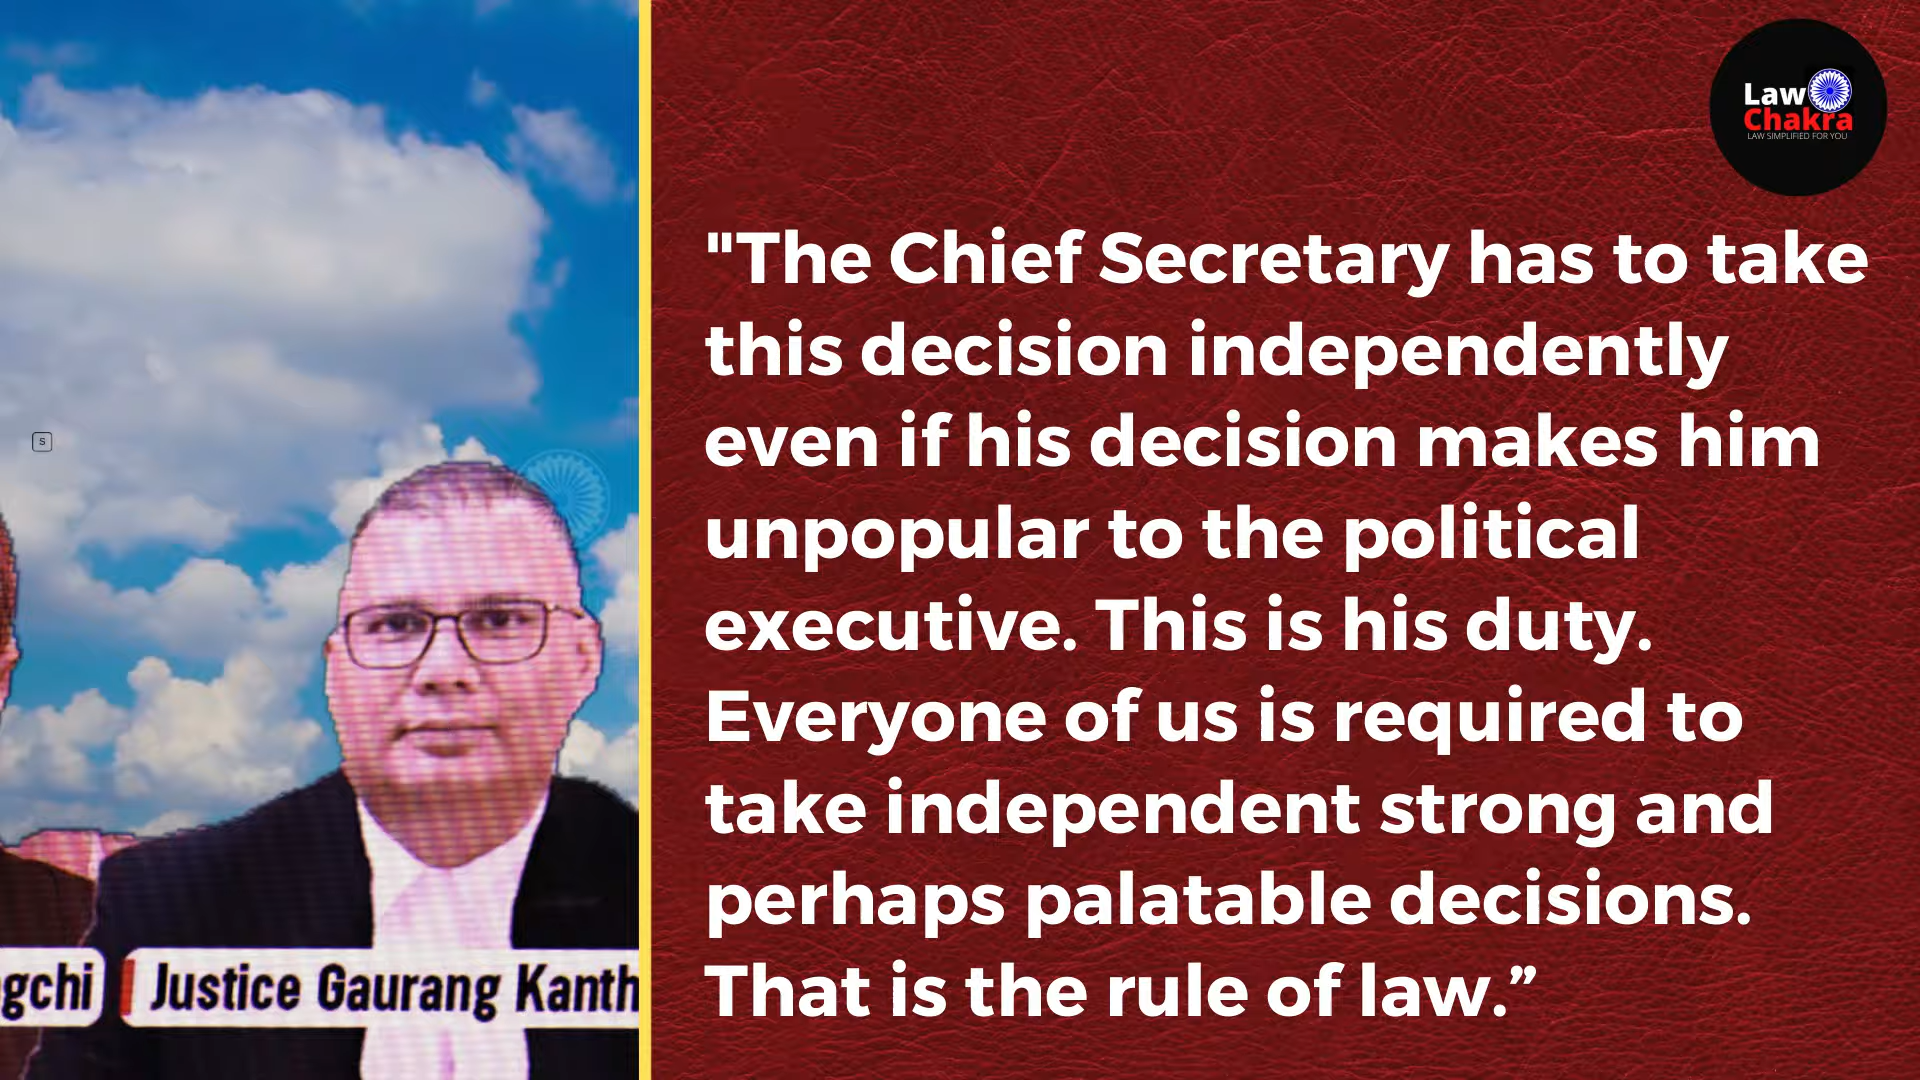 Law
Chakra
LAW SIMPLIFIED FOR YOU
"The Chief Secretary has to take
this decision independently
even if his decision makes him
unpopular to the political
executive. This is his duty.
Everyone of us is required to
take independent strong and
perhaps palatable decisions.
That is the rule of law.”
S
gchi
Justice Gaurang Kanth